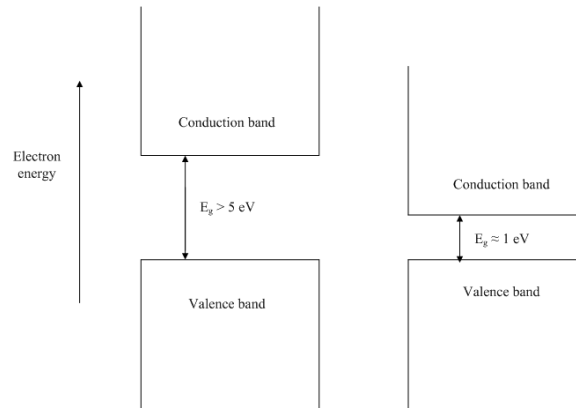 Conduction band
Electron
energy
E_g > 5 eV
Valence band
Conduction band
E_g ≈ 1 eV
Valence band